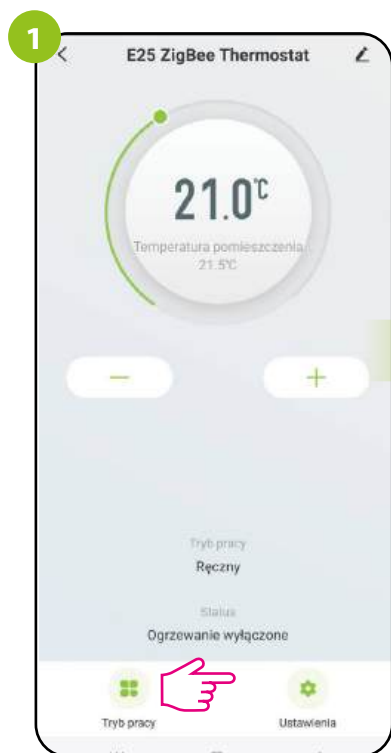 1
E25 ZigBee Thermostat
21.0°C
Temperatura pomieszczenia
21.5°C
Tryb pracy
Ręczny
Status
Ogrzewanie wyłączone
Tryb pracy
Ustawienia